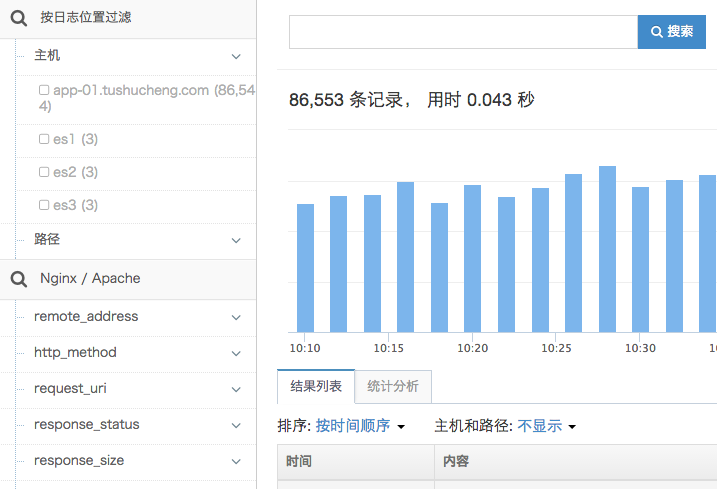 按日志位置过滤
主机
app-01.tushucheng.com (86,54
4)
es1 (3)
es2 (3)
es3 (3)
路径
Nginx / Apache
remote_address
http_method
request_uri
response_status
response_size
搜索
86,553 条记录， 用时 0.043 秒
10:10 10:15 10:20 10:25 10:30
结果列表 统计分析
排序: 按时间顺序 主机和路径: 不显示
时间 内容